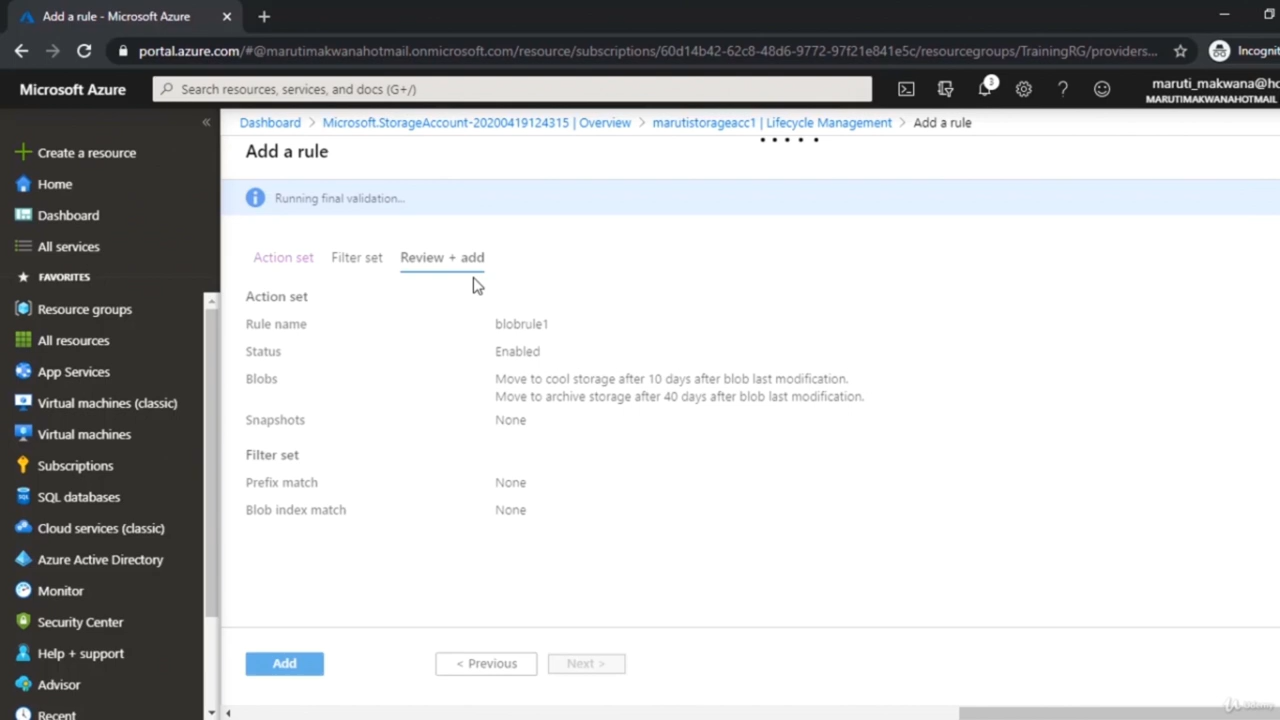 Add a rule - Microsoft Azure
portal.azure.com/#@marutimakwanahotmail.onmicrosoft.com/resource/subscriptions/60d14b42-62c8-48d6-9772-97f21e841e5c/resourcegroups/TrainingRG/providers...
Incognit
Microsoft Azure
Search resources, services, and docs (G+/)
3
maruti_makwana@ho
MARUTIMAKWANAHOTMAIL
Dashboard > Microsoft.StorageAccount-20200419124315 | Overview > marutistorageacc1 | Lifecycle Management > Add a rule
Add a rule
Running final validation...
Create a resource
Home
Dashboard
All services
FAVORITES
Resource groups
All resources
App Services
Virtual machines (classic)
Virtual machines
Subscriptions
SQL databases
Cloud services (classic)
Azure Active Directory
Monitor
Security Center
Help + support
Advisor
Recent
Action set Filter set Review + add
Action set
Rule name blobrule1
Status Enabled
Blobs Move to cool storage after 10 days after blob last modification.
Move to archive storage after 40 days after blob last modification.
Snapshots None
Filter set
Prefix match None
Blob index match None
Add < Previous Next >
Udemy